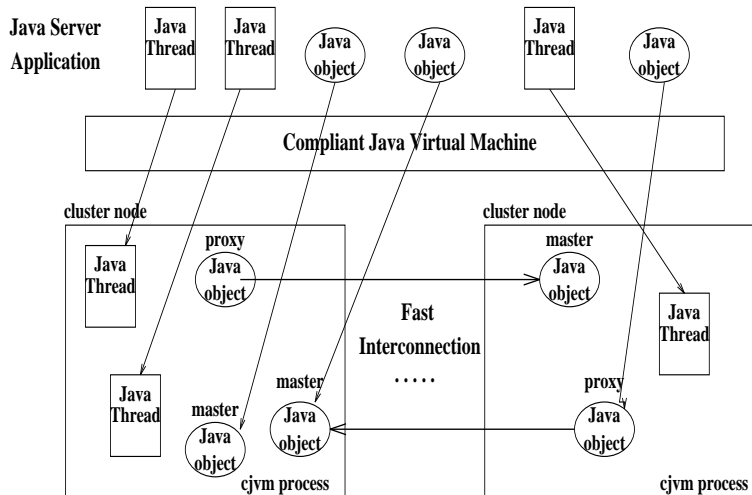 Java Server
Application
Java
Thread
Java
Thread
Java
object
Java
object
Java
Thread
Java
object
Compliant Java Virtual Machine
cluster node
cluster node
proxy
Java
object
master
Java
object
Java
Thread
Java
Thread
Fast
Interconnection
.....
Java
Thread
master
Java
object
master
Java
object
proxy
Java
object
cjvm process
cjvm process